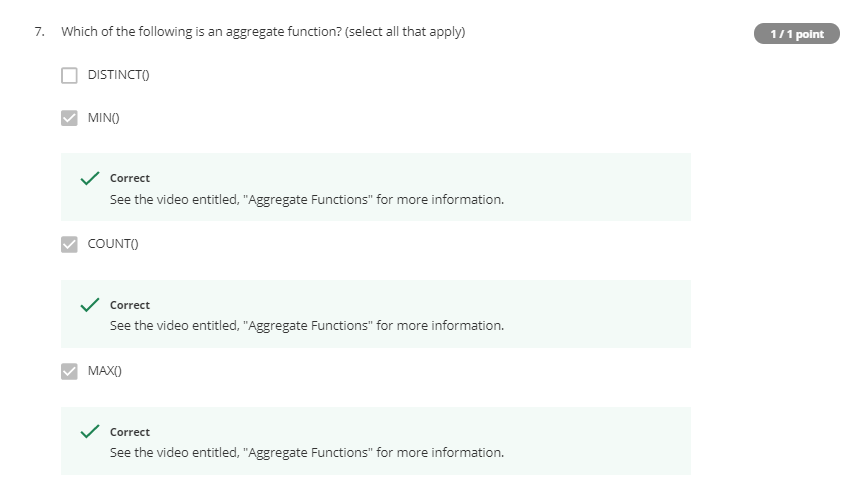 7. Which of the following is an aggregate function? (select all that apply)
1 / 1 point
DISTINCT()
MIN()
Correct
See the video entitled, "Aggregate Functions" for more information.
COUNT()
Correct
See the video entitled, "Aggregate Functions" for more information.
MAX()
Correct
See the video entitled, "Aggregate Functions" for more information.